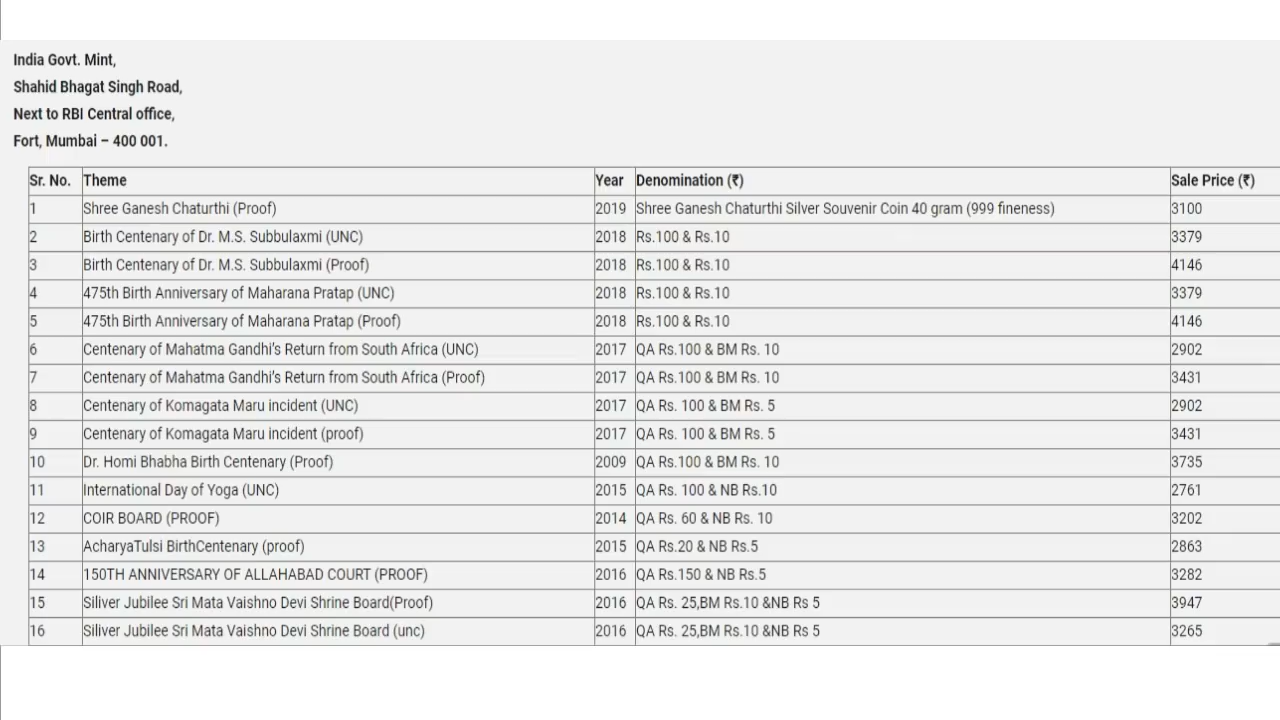 India Govt. Mint,
Shahid Bhagat Singh Road,
Next to RBI Central office,
Fort, Mumbai – 400 001.
Sr. No. Theme Year Denomination (₹) Sale Price (₹)
1 Shree Ganesh Chaturthi (Proof) 2019 Shree Ganesh Chaturthi Silver Souvenir Coin 40 gram (999 fineness) 3100
2 Birth Centenary of Dr. M.S. Subbulaxmi (UNC) 2018 Rs.100 & Rs.10 3379
3 Birth Centenary of Dr. M.S. Subbulaxmi (Proof) 2018 Rs.100 & Rs.10 4146
4 475th Birth Anniversary of Maharana Pratap (UNC) 2018 Rs.100 & Rs.10 3379
5 475th Birth Anniversary of Maharana Pratap (Proof) 2018 Rs.100 & Rs.10 4146
6 Centenary of Mahatma Gandhi’s Return from South Africa (UNC) 2017 QA Rs.100 & BM Rs. 10 2902
7 Centenary of Mahatma Gandhi’s Return from South Africa (Proof) 2017 QA Rs.100 & BM Rs. 10 3431
8 Centenary of Komagata Maru incident (UNC) 2017 QA Rs. 100 & BM Rs. 5 2902
9 Centenary of Komagata Maru incident (proof) 2017 QA Rs. 100 & BM Rs. 5 3431
10 Dr. Homi Bhabha Birth Centenary (Proof) 2009 QA Rs.100 & BM Rs. 10 3735
11 International Day of Yoga (UNC) 2015 QA Rs. 100 & NB Rs.10 2761
12 COIR BOARD (PROOF) 2014 QA Rs. 60 & NB Rs. 10 3202
13 AcharyaTulsi BirthCentenary (proof) 2015 QA Rs.20 & NB Rs.5 2863
14 150TH ANNIVERSARY OF ALLAHABAD COURT (PROOF) 2016 QA Rs.150 & NB Rs.5 3282
15 Siliver Jubilee Sri Mata Vaishno Devi Shrine Board(Proof) 2016 QA Rs. 25,BM Rs.10 &NB Rs 5 3947
16 Siliver Jubilee Sri Mata Vaishno Devi Shrine Board (unc) 2016 QA Rs. 25,BM Rs.10 &NB Rs 5 3265